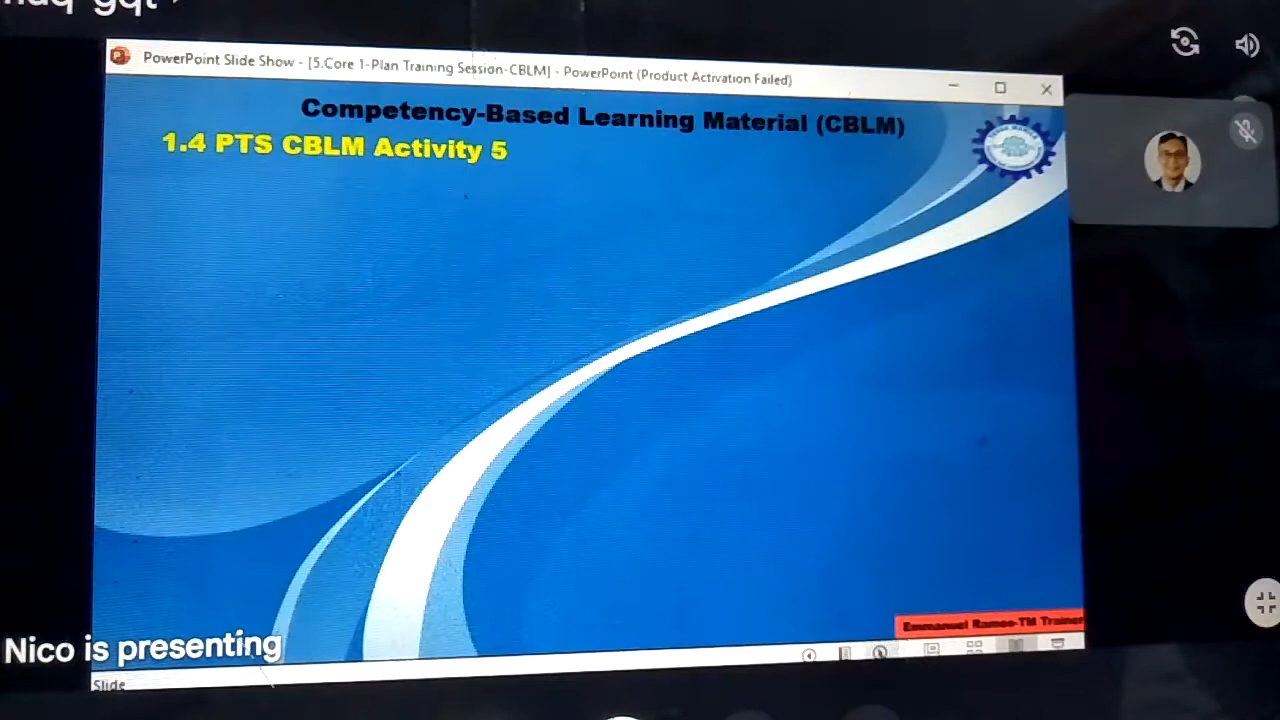 PowerPoint Slide Show - [5.Core 1-Plan Training Session-CBLM] - PowerPoint (Product Activation Failed)
Competency-Based Learning Material (CBLM)
1.4 PTS CBLM Activity 5
Emmanuel Ramos-TM Trainer
Nico is presenting
Slide